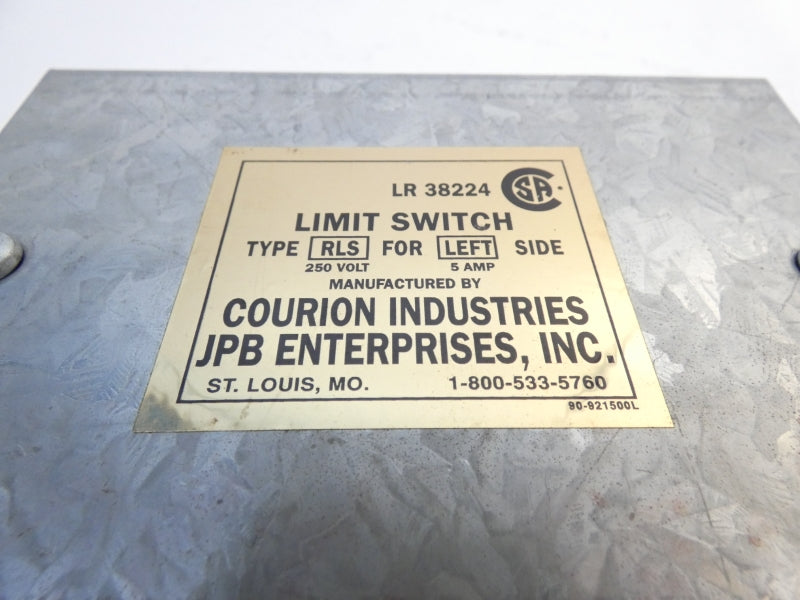 LR 38224 CSA
LIMIT SWITCH
TYPE RLS FOR LEFT SIDE
250 VOLT 5 AMP
MANUFACTURED BY
COURION INDUSTRIES
JPB ENTERPRISES, INC.
ST. LOUIS, MO. 1-800-533-5760
90-921500L